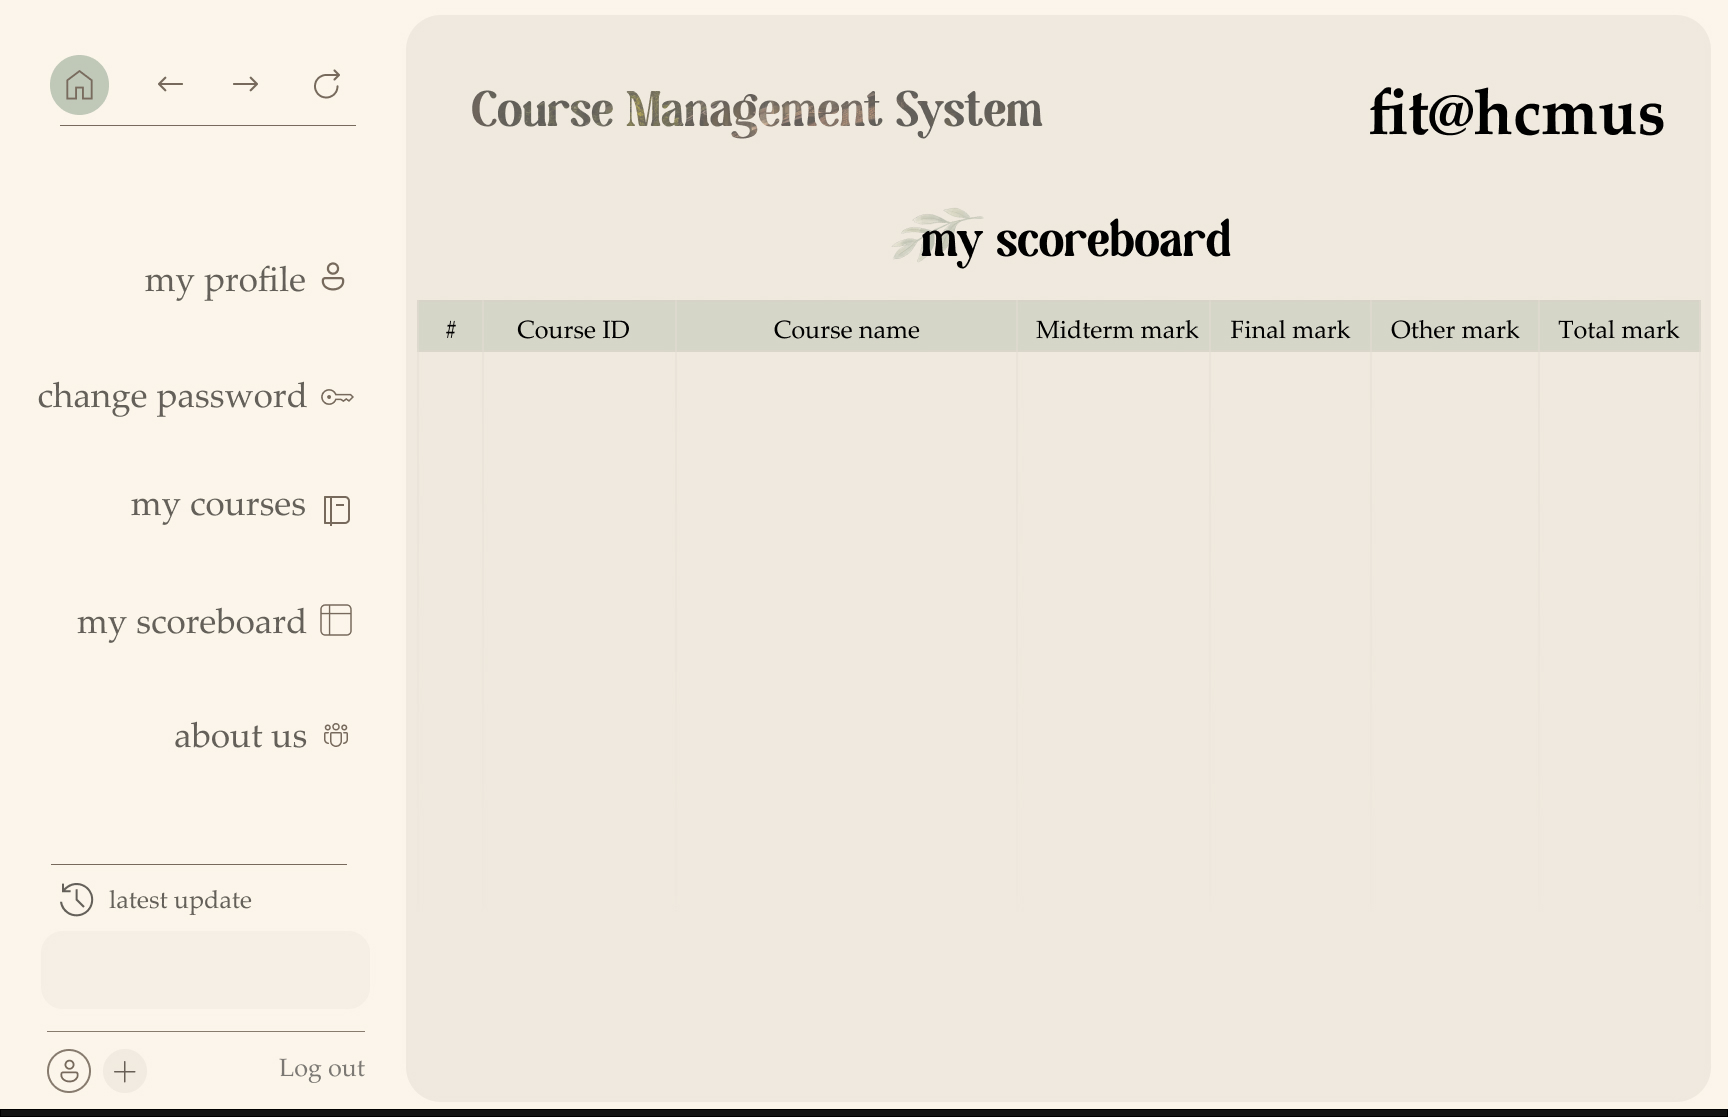 Course Management System
fit@hcmus
my scoreboard
# Course ID Course name Midterm mark Final mark Other mark Total mark
my profile
change password
my courses
my scoreboard
about us
latest update
Log out